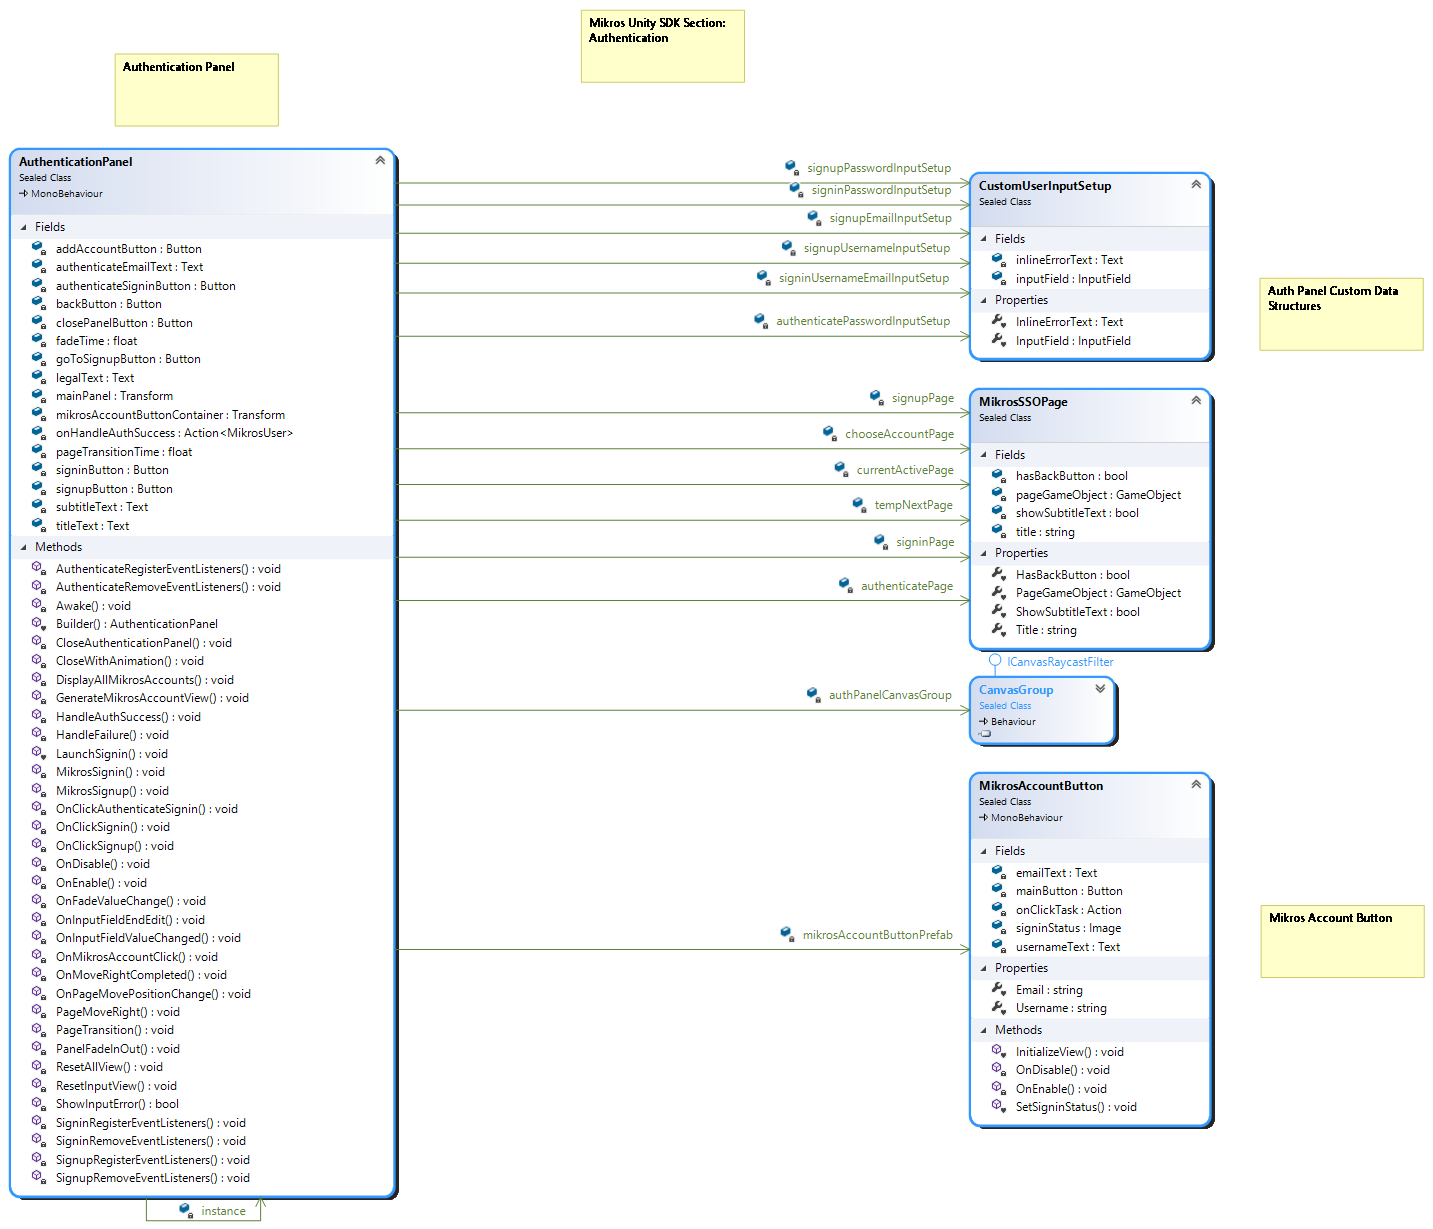 Mikros Unity SDK Section:
Authentication
Authentication Panel
AuthenticationPanel
Sealed Class
MonoBehaviour
Fields
addAccountButton : Button
authenticateEmailText : Text
authenticateSigninButton : Button
backButton : Button
closePanelButton : Button
fadeTime : float
goToSignupButton : Button
legalText : Text
mainPanel : Transform
mikrosAccountButtonContainer : Transform
onHandleAuthSuccess : Action<MikrosUser>
pageTransitionTime : float
signinButton : Button
signupButton : Button
subtitleText : Text
titleText : Text
Methods
AuthenticateRegisterEventListeners() : void
AuthenticateRemoveEventListeners() : void
Awake() : void
Builder() : AuthenticationPanel
CloseAuthenticationPanel() : void
CloseWithAnimation() : void
DisplayAllMikrosAccounts() : void
GenerateMikrosAccountView() : void
HandleAuthSuccess() : void
HandleFailure() : void
LaunchSignin() : void
MikrosSignin() : void
MikrosSignup() : void
OnClickAuthenticateSignin() : void
OnClickSignin() : void
OnClickSignup() : void
OnDisable() : void
OnEnable() : void
OnFadeValueChange() : void
OnInputFieldEndEdit() : void
OnInputFieldValueChanged() : void
OnMikrosAccountClick() : void
OnMoveRightCompleted() : void
OnPageMovePositionChange() : void
PageMoveRight() : void
PageTransition() : void
PanelFadeInOut() : void
ResetAllView() : void
ResetInputView() : void
ShowInputError() : bool
SigninRegisterEventListeners() : void
SigninRemoveEventListeners() : void
SignupRegisterEventListeners() : void
SignupRemoveEventListeners() : void
instance
signupPasswordInputSetup
signinPasswordInputSetup
signupEmailInputSetup
signupUsernameInputSetup
signinUsernameEmailInputSetup
authenticatePasswordInputSetup
signupPage
chooseAccountPage
currentActivePage
tempNextPage
signinPage
authenticatePage
authPanelCanvasGroup
mikrosAccountButtonPrefab
CustomUserInputSetup
Sealed Class
Fields
inlineErrorText : Text
inputField : InputField
Properties
InlineErrorText : Text
InputField : InputField
Auth Panel Custom Data
Structures
MikrosSSOPage
Sealed Class
Fields
hasBackButton : bool
pageGameObject : GameObject
showSubtitleText : bool
title : string
Properties
HasBackButton : bool
PageGameObject : GameObject
ShowSubtitleText : bool
Title : string
ICanvasRaycastFilter
CanvasGroup
Sealed Class
Behaviour
MikrosAccountButton
Sealed Class
MonoBehaviour
Fields
emailText : Text
mainButton : Button
onClickTask : Action
signinStatus : Image
usernameText : Text
Properties
Email : string
Username : string
Methods
InitializeView() : void
OnDisable() : void
OnEnable() : void
SetSigninStatus() : void
Mikros Account Button